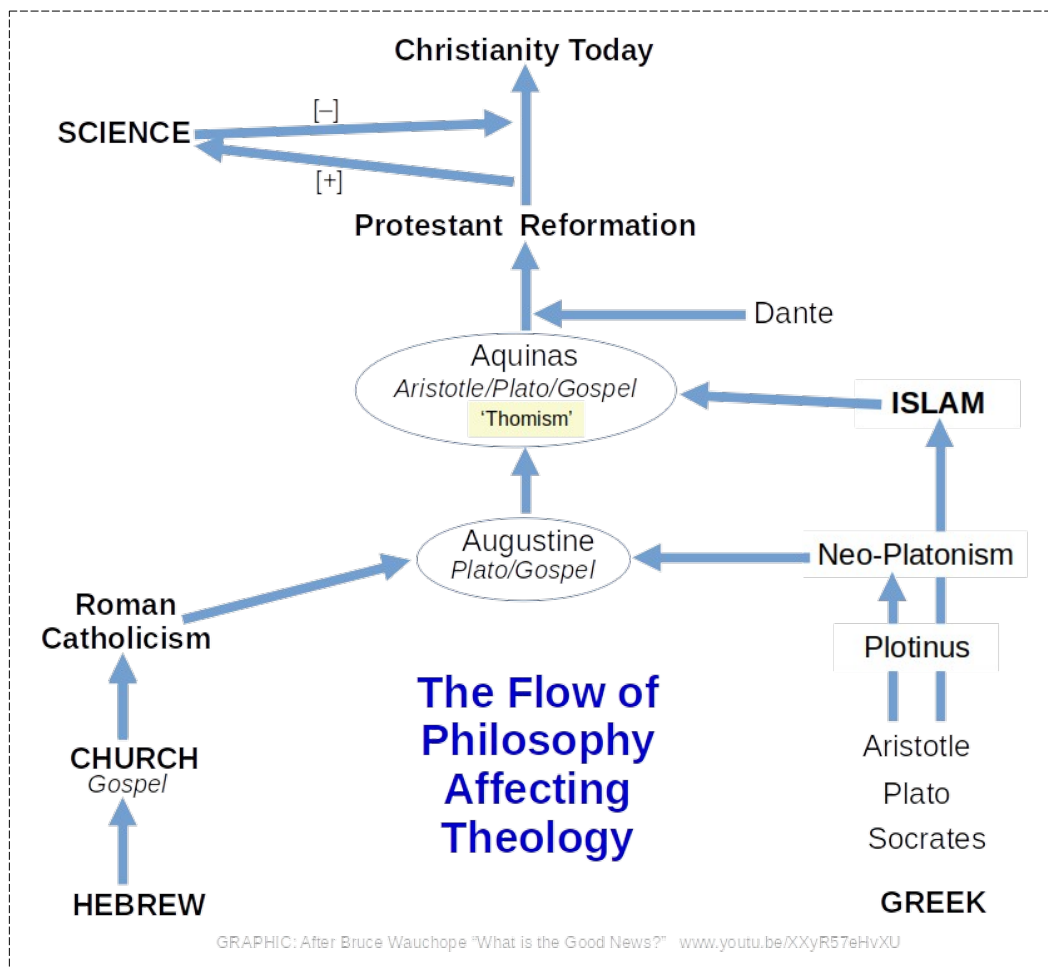 Christianity Today
[–]
SCIENCE
[+]
Protestant Reformation
Dante
Aquinas
Aristotle/Plato/Gospel
‘Thomism’
ISLAM
Augustine
Plato/Gospel
Neo-Platonism
Roman
Catholicism
Plotinus
The Flow of
Philosophy
Affecting
Theology
CHURCH
Gospel
Aristotle
Plato
Socrates
HEBREW
GREEK
GRAPHIC: After Bruce Wauchope “What is the Good News?” www.youtu.be/XXyR57eHvXU